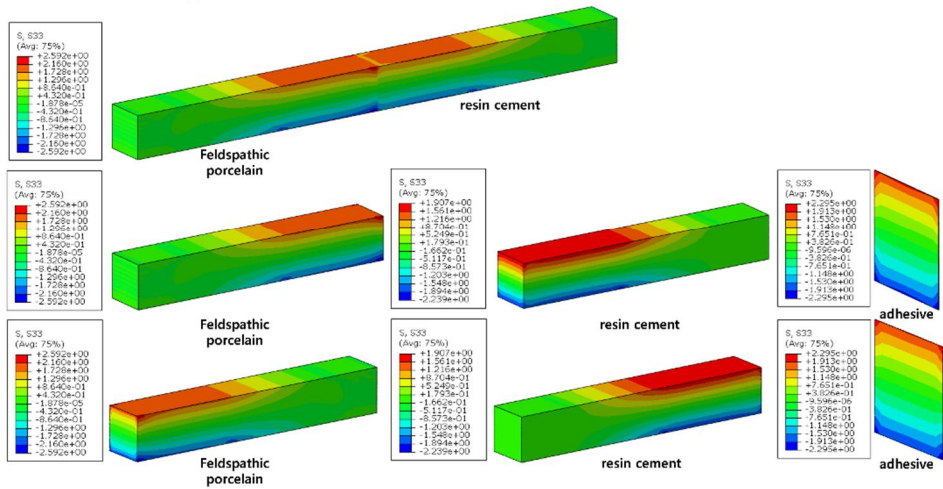 S, S33
(Avg: 75%)
+2.592e+00
+2.160e+00
+1.728e+00
+1.296e+00
+8.640e-01
+4.320e-01
-1.878e-05
-4.320e-01
-8.640e-01
-1.296e+00
-1.728e+00
-2.160e+00
-2.592e+00
resin cement
Feldspathic
porcelain
S, S33
(Avg: 75%)
+2.592e+00
+2.160e+00
+1.728e+00
+1.296e+00
+8.640e-01
+4.320e-01
-1.878e-05
-4.320e-01
-8.640e-01
-1.296e+00
-1.728e+00
-2.160e+00
-2.592e+00
Feldspathic
porcelain
S, S33
(Avg: 75%)
+1.907e+00
+1.561e+00
+1.216e+00
+8.704e-01
+5.249e-01
+1.793e-01
-1.662e-01
-5.117e-01
-8.573e-01
-1.203e+00
-1.548e+00
-1.894e+00
-2.239e+00
resin cement
S, S33
(Avg: 75%)
+2.295e+00
+1.913e+00
+1.530e+00
+1.148e+00
+7.651e-01
+3.826e-01
-9.596e-06
-3.826e-01
-7.651e-01
-1.148e+00
-1.530e+00
-1.913e+00
-2.295e+00
adhesive
S, S33
(Avg: 75%)
+2.592e+00
+2.160e+00
+1.728e+00
+1.296e+00
+8.640e-01
+4.320e-01
-1.878e-05
-4.320e-01
-8.640e-01
-1.296e+00
-1.728e+00
-2.160e+00
-2.592e+00
Feldspathic
porcelain
S, S33
(Avg: 75%)
+1.907e+00
+1.561e+00
+1.216e+00
+8.704e-01
+5.249e-01
+1.793e-01
-1.662e-01
-5.117e-01
-8.573e-01
-1.203e+00
-1.548e+00
-1.894e+00
-2.239e+00
resin cement
S, S33
(Avg: 75%)
+2.295e+00
+1.913e+00
+1.530e+00
+1.148e+00
+7.651e-01
+3.826e-01
-9.596e-06
-3.826e-01
-7.651e-01
-1.148e+00
-1.530e+00
-1.913e+00
-2.295e+00
adhesive